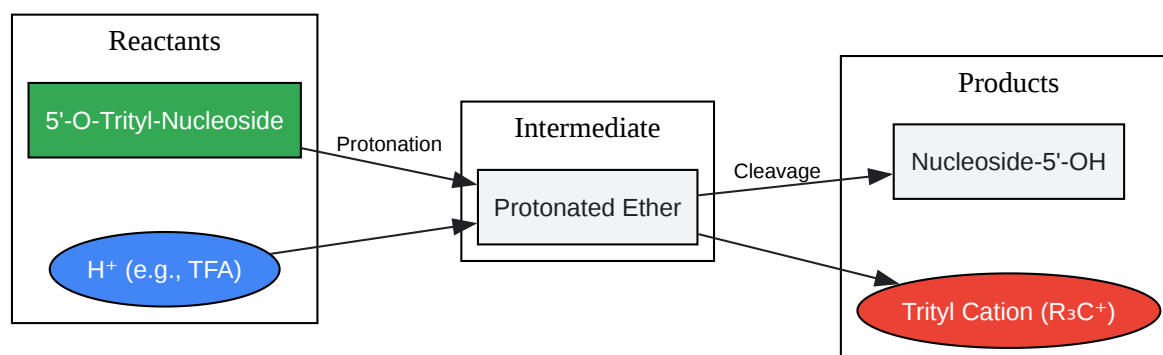 Reactants
5'-O-Trityl-Nucleoside
H⁺ (e.g., TFA)
Protonation
Intermediate
Protonated Ether
Cleavage
Products
Nucleoside-5'-OH
Trityl Cation (R₃C⁺)